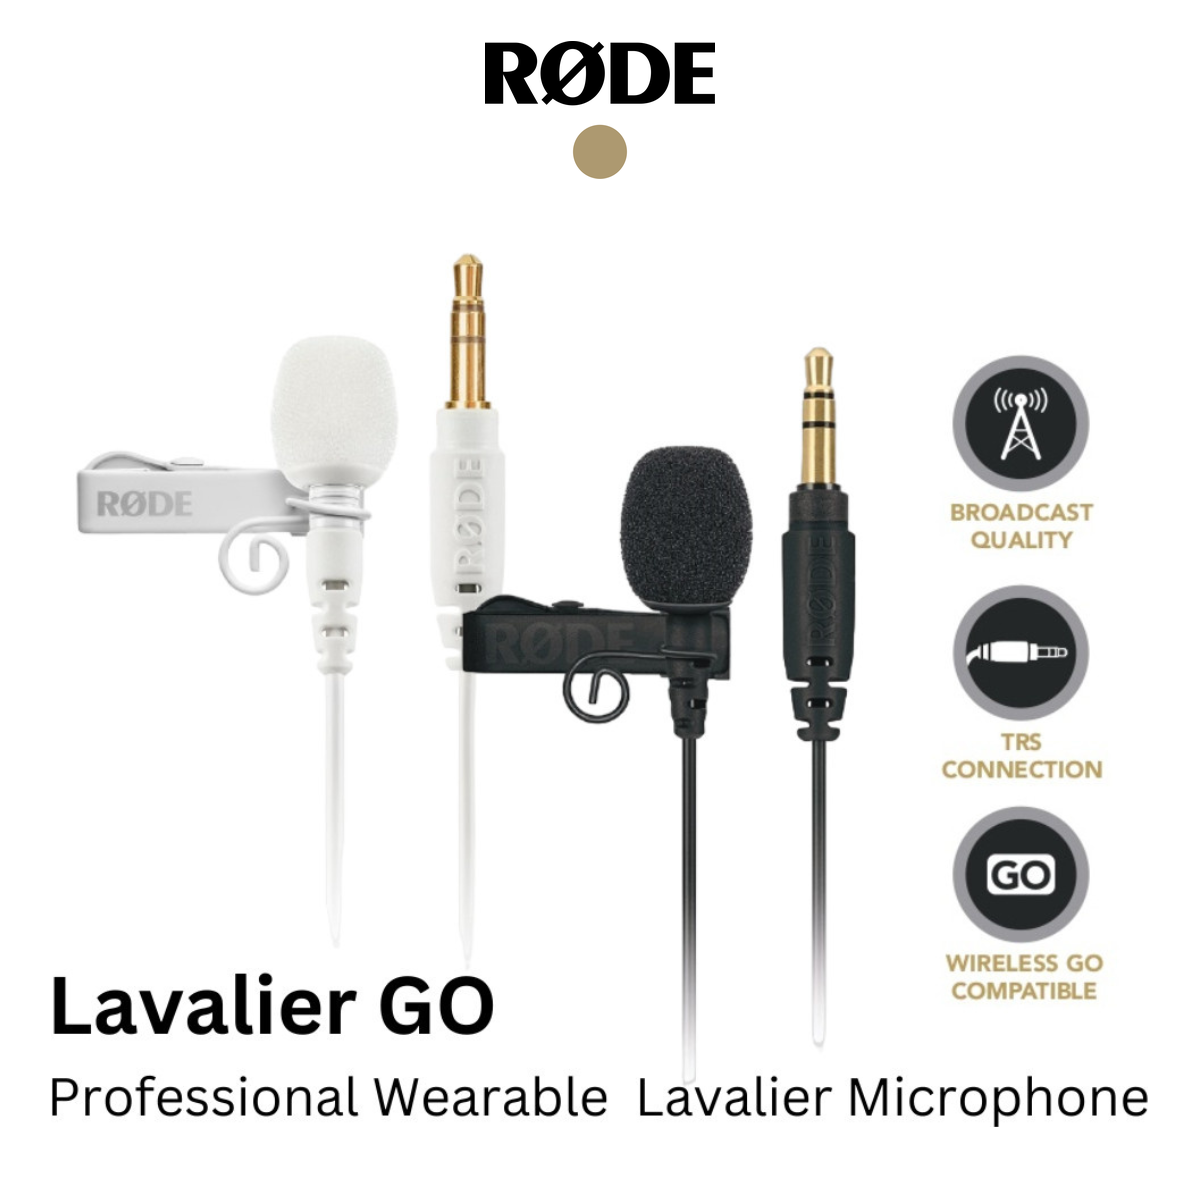 RØDE
RØDE
RØDE
RØDE
RØDE
BROADCAST
QUALITY
TRS
CONNECTION
GO
WIRELESS GO
COMPATIBLE
Lavalier GO
Professional Wearable Lavalier Microphone